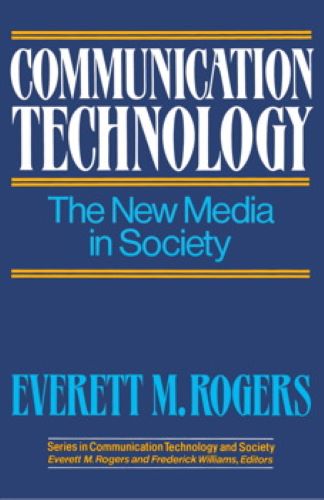 COMMUNICATION
TECHNOLOGY
The New Media
in Society
EVERETT M. ROGERS
Series in Communication Technology and Society
Everett M. Rogers and Frederick Williams, Editors